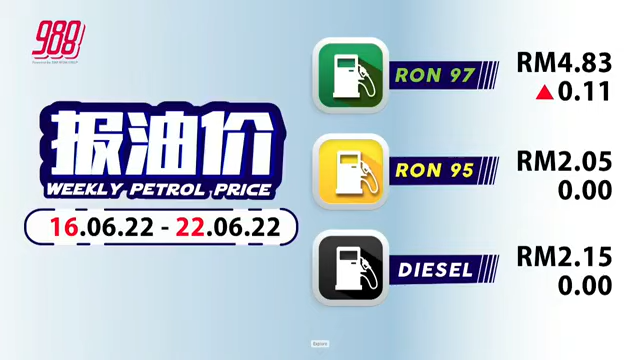 988
报油价
WEEKLY PETROL PRICE
16.06.22 - 22.06.22
RON 97
RM4.83
▲0.11
RON 95
RM2.05
0.00
DIESEL
RM2.15
0.00